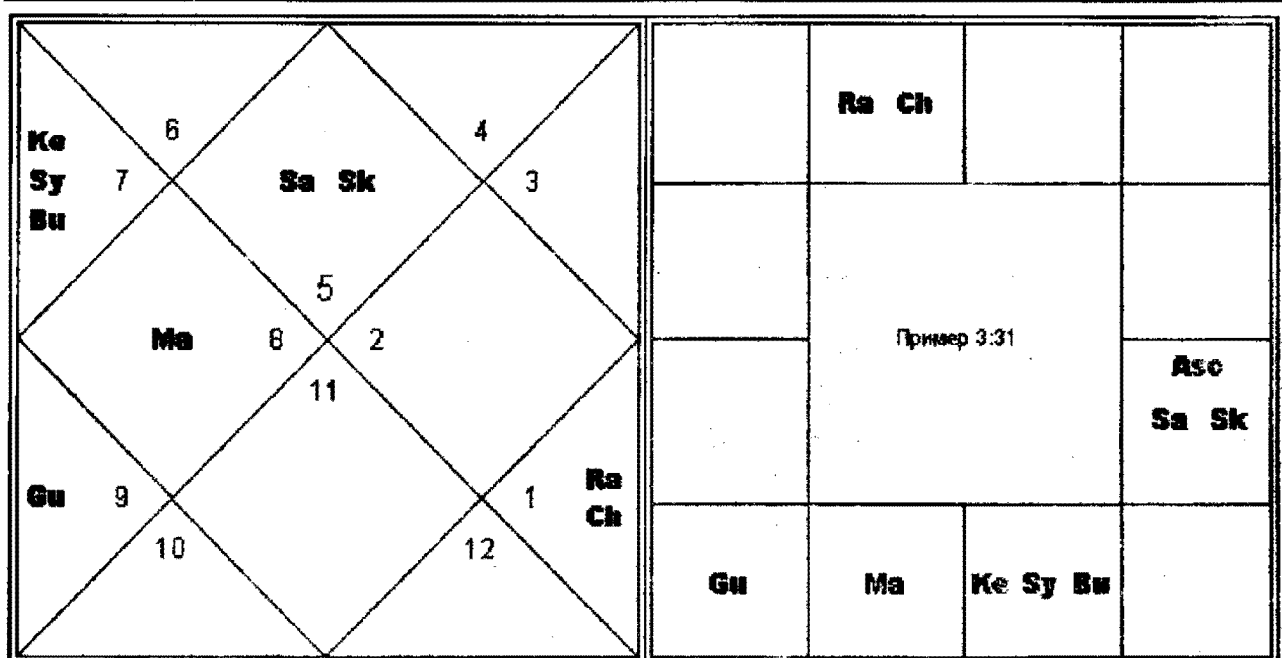 6
4
Ke
Sy
7
Bu
Sa Sk
3
5
Ma
8
2
11
Gu
9
1
Ra
Ch
10
12
Ra Ch
Пример 3:31
Asc
Sa Sk
Gu
Ma
Ke Sy Bu